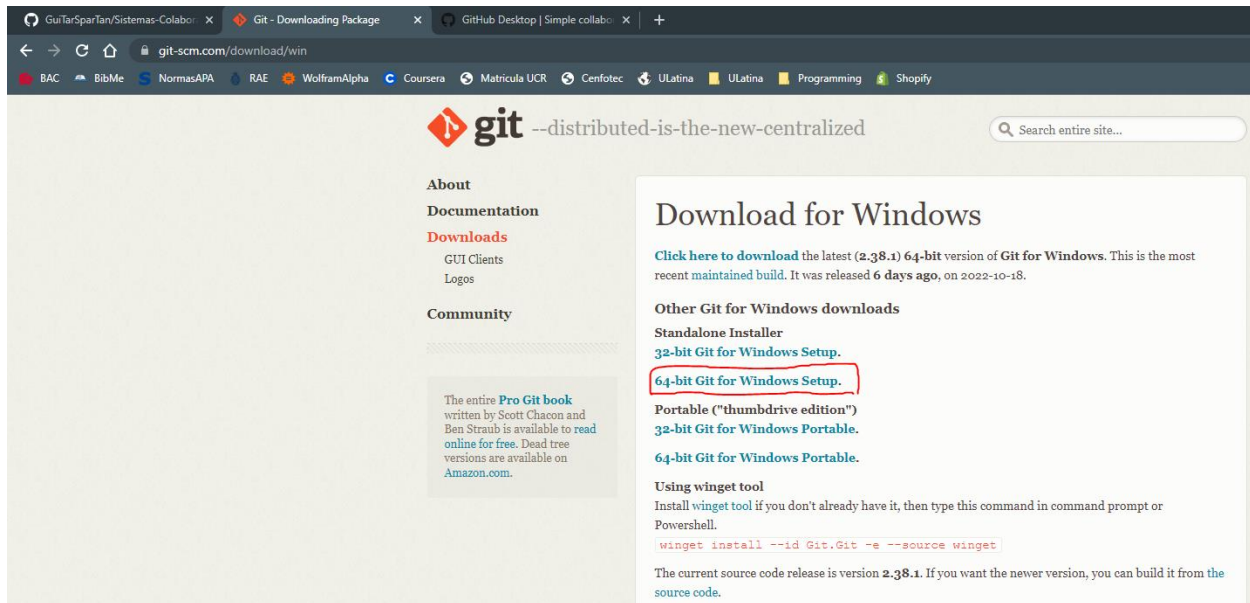 GuiTarSparTan/Sistemas-Colabor
Git - Downloading Package
GitHub Desktop | Simple collabo
git-scm.com/download/win
BAC BibMe NormasAPA RAE WolframAlpha Coursera Matricula UCR Cenfotec ULatina ULatina Programming Shopify
git --distributed-is-the-new-centralized
Search entire site...
About
Documentation
Downloads
GUI Clients
Logos
Community
The entire Pro Git book
written by Scott Chacon and
Ben Straub is available to read
online for free. Dead tree
versions are available on
Amazon.com.
Download for Windows
Click here to download the latest (2.38.1) 64-bit version of Git for Windows. This is the most
recent maintained build. It was released 6 days ago, on 2022-10-18.
Other Git for Windows downloads
Standalone Installer
32-bit Git for Windows Setup.
64-bit Git for Windows Setup.
Portable ("thumbdrive edition")
32-bit Git for Windows Portable.
64-bit Git for Windows Portable.
Using winget tool
Install winget tool if you don't already have it, then type this command in command prompt or
Powershell.
winget install --id Git.Git -e --source winget
The current source code release is version 2.38.1. If you want the newer version, you can build it from the
source code.